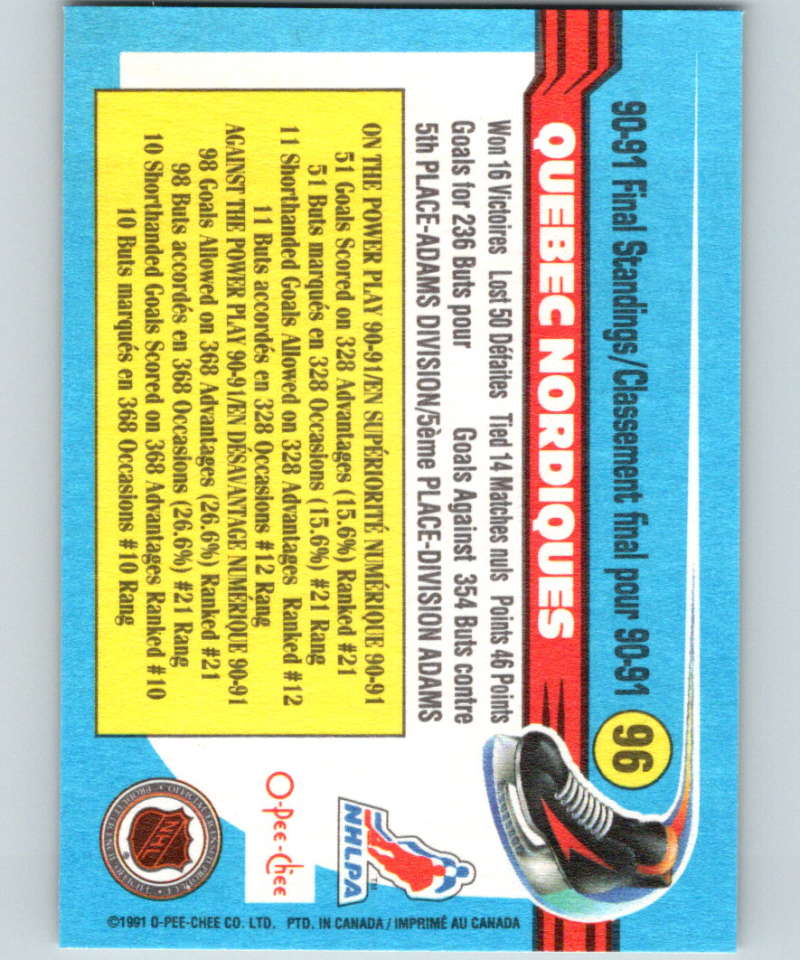 90-91 Final Standings/Classement final pour 90-91
96
QUEBEC NORDIQUES
Won 16 Victoires Lost 50 Défaites Tied 14 Matches nuls Points 46 Points
Goals for 236 Buts pour Goals Against 354 Buts contre
5th PLACE-ADAMS DIVISION/5ème PLACE-DIVISION ADAMS
ON THE POWER PLAY 90-91/EN SUPÉRIORITÉ NUMÉRIQUE 90-91
51 Goals Scored on 328 Advantages (15.6%) Ranked #21
51 Buts marqués en 328 Occasions (15.6%) #21 Rang
11 Shorthanded Goals Allowed on 328 Advantages Ranked #12
11 Buts accordés en 328 Occasions #12 Rang
AGAINST THE POWER PLAY 90-91/EN DÉSAVANTAGE NUMÉRIQUE 90-91
98 Goals Allowed on 368 Advantages (26.6%) Ranked #21
98 Buts accordés en 368 Occasions (26.6%) #21 Rang
10 Shorthanded Goals Scored on 368 Advantages Ranked #10
10 Buts marqués en 368 Occasions #10 Rang
NHLPA
TM
O-Pee-Chee
NHL
©1991 O-PEE-CHEE CO. LTD. PTD. IN CANADA / IMPRIMÉ AU CANADA